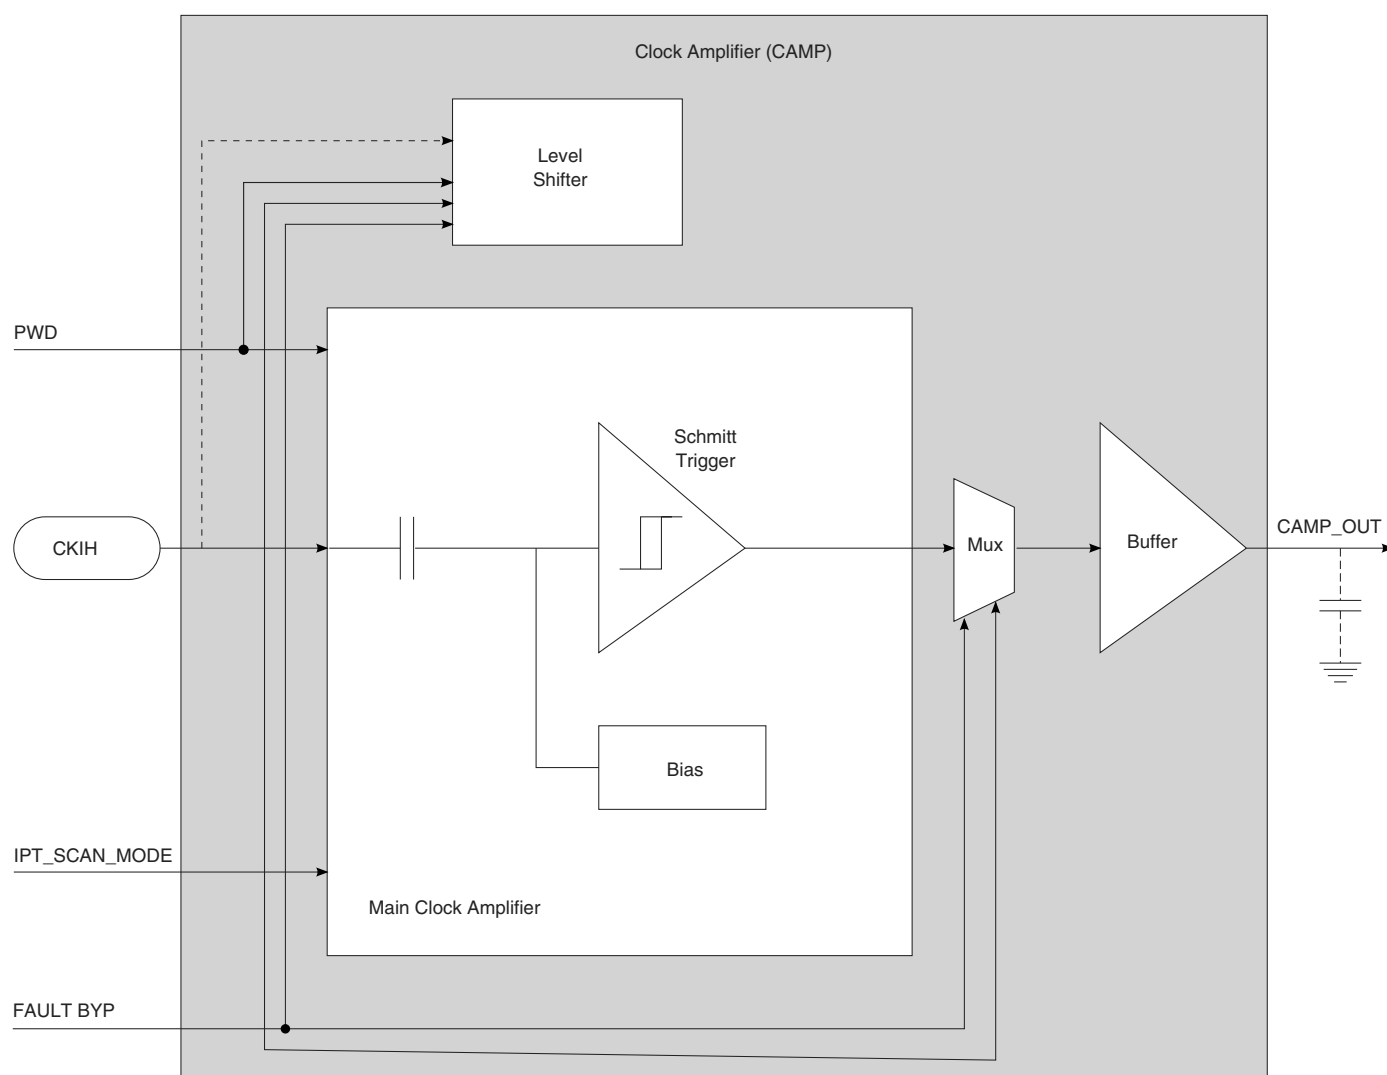 Clock Amplifier (CAMP)
Level
Shifter
PWD
Schmitt
Trigger
CKIH
Mux
Buffer
CAMP_OUT
Bias
IPT_SCAN_MODE
Main Clock Amplifier
FAULT BYP